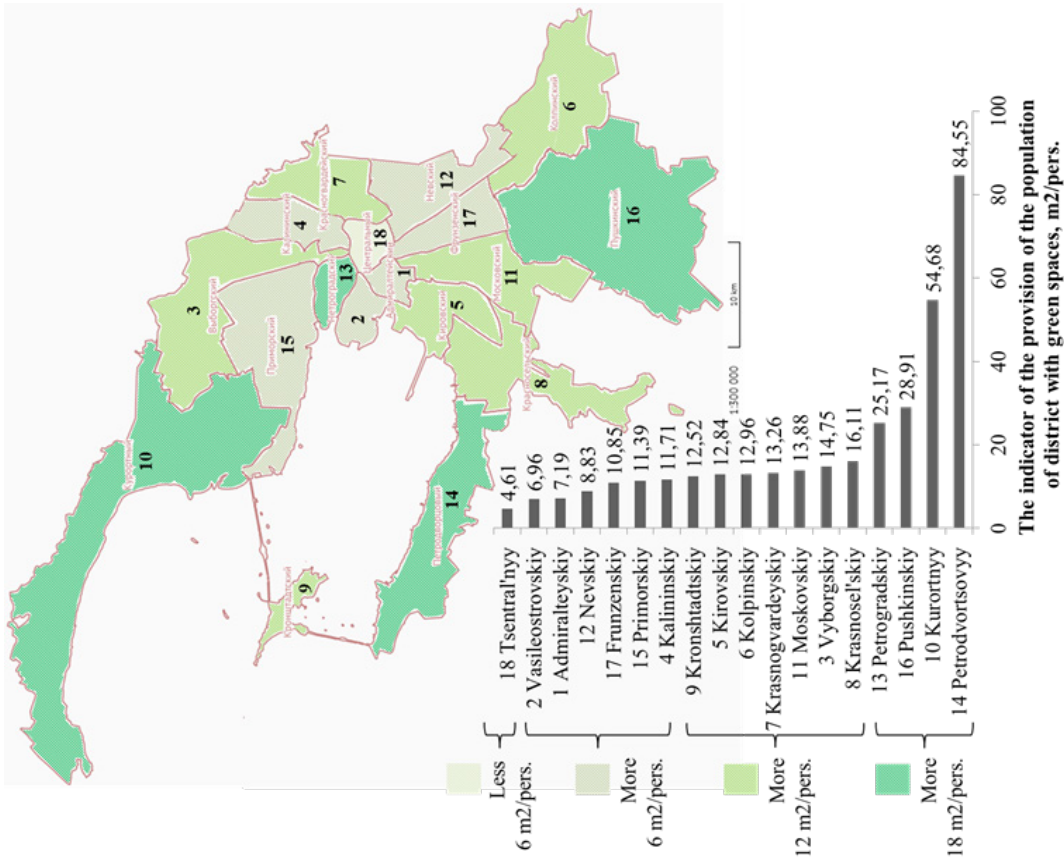 Курортный
10
Выборгский
3
Приморский
15
Калининский
4
Красногвардейский
7
Петроградский
13
Центральный
18
2
Адмиралтейский
1
Невский
12
Фрунзенский
17
Кировский
5
Московский
11
Красносельский
8
Колпинский
6
Пушкинский
16
Петродворцовый
14
Кронштадтский
9
10 km
1:300 000
Less
6 m2/pers.
More
6 m2/pers.
More
12 m2/pers.
More
18 m2/pers.
18 Tsentral'nyy 4,61
2 Vasileostrovskiy 6,96
1 Admiralteyskiy 7,19
12 Nevskiy 8,83
17 Frunzenskiy 10,85
15 Primorskiy 11,39
4 Kalininskiy 11,71
9 Kronshtadtskiy 12,52
5 Kirovskiy 12,84
6 Kolpinskiy 12,96
7 Krasnogvardeyskiy 13,26
11 Moskovskiy 13,88
3 Vyborgskiy 14,75
8 Krasnosel'skiy 16,11
13 Petrogradskiy 25,17
16 Pushkinskiy 28,91
10 Kurortnyy 54,68
14 Petrodvortsovyy 84,55
0 20 40 60 80 100
The indicator of the provision of the population
of district with green spaces, m2/pers.